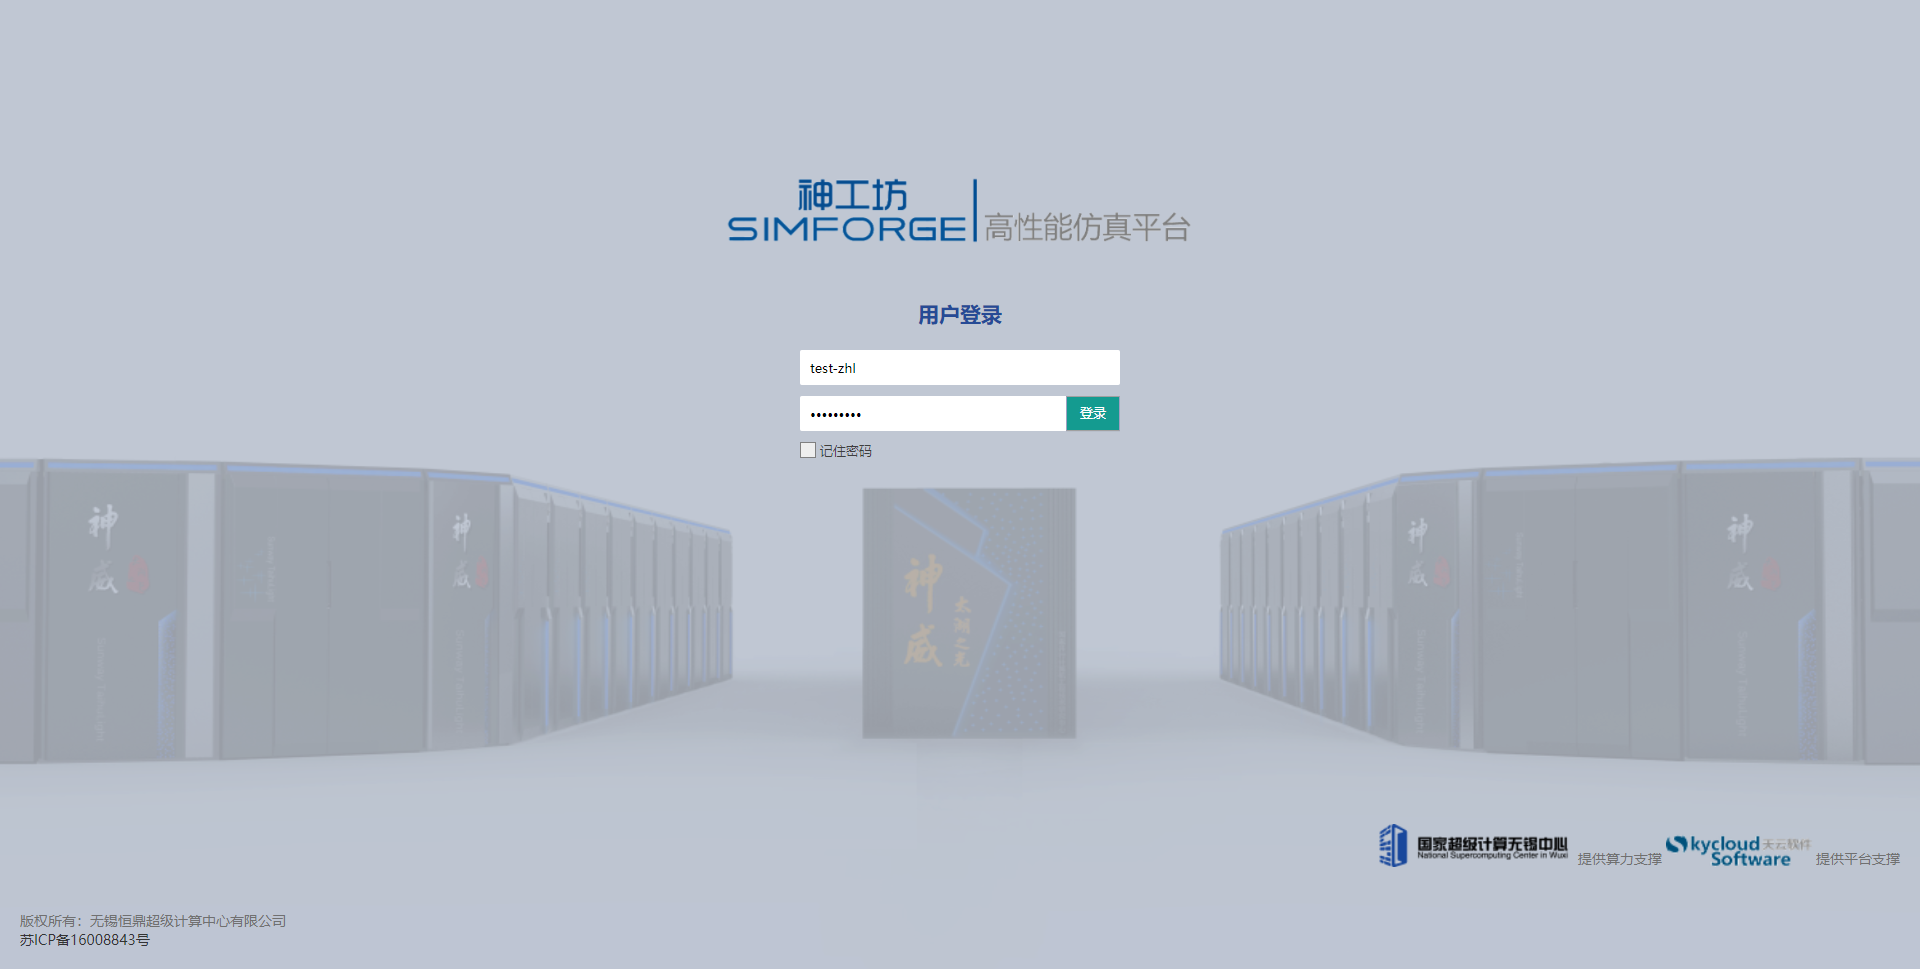 神工坊
SIMFORGE
高性能仿真平台
用户登录
test-zhl
•••••••••
登录
记住密码
神
威
神
威
神
威
太湖之光
神
威
神
威
国家超级计算无锡中心
National Supercomputing Center in Wuxi
提供算力支撑
Skycloud 天云软件
Software
提供平台支撑
版权所有：无锡恒鼎超级计算中心有限公司
苏ICP备16008843号